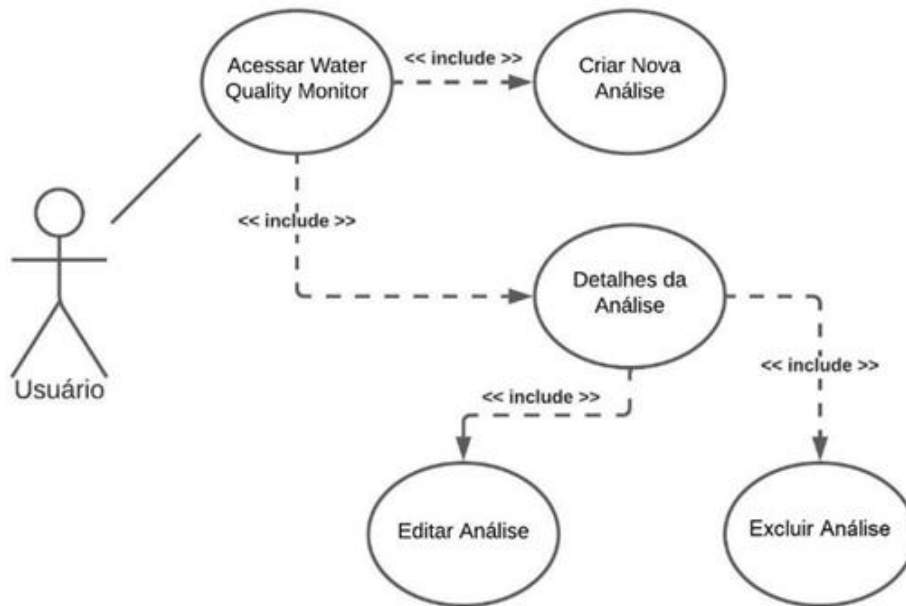 Acessar Water
Quality Monitor
<< include >>
Criar Nova
Análise
<< include >>
Detalhes da
Análise
<< include >>
<< include >>
Usuário
Editar Análise
Excluir Análise